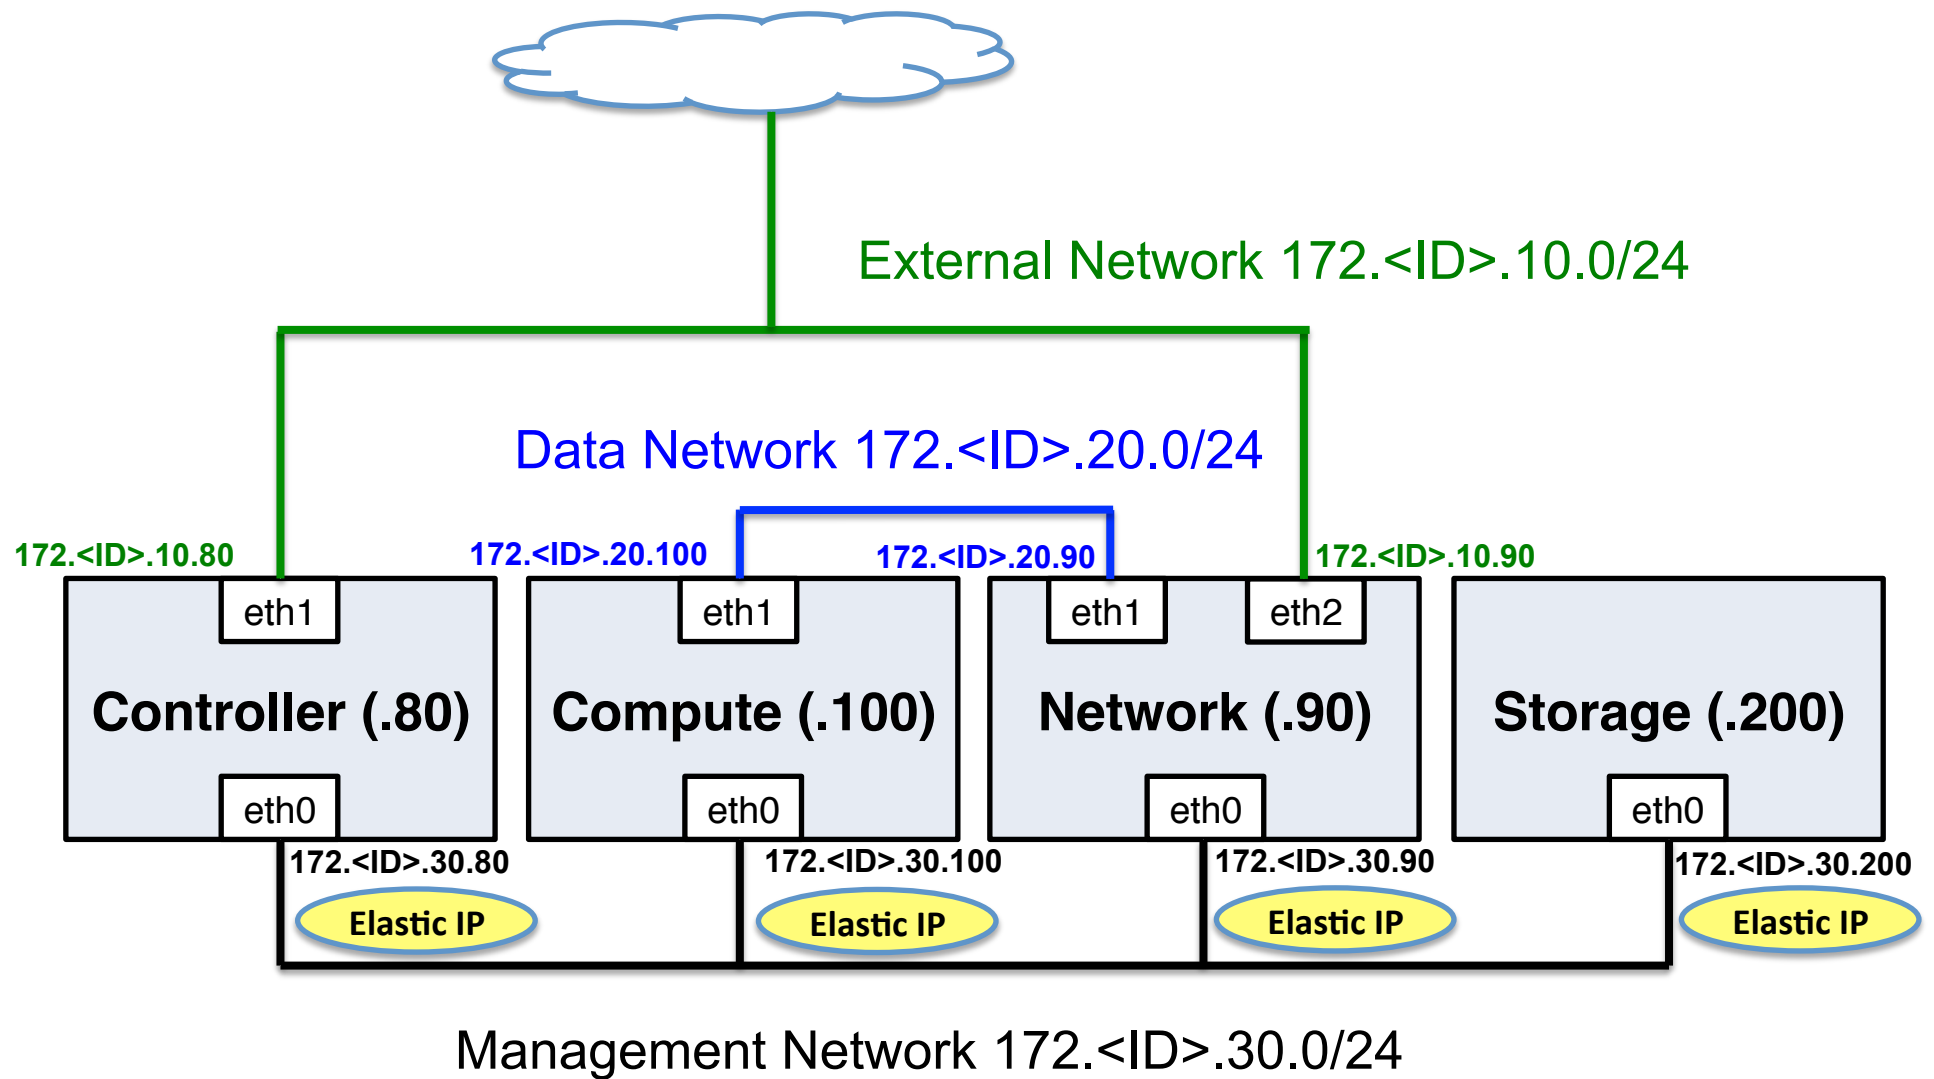 External Network 172.<ID>.10.0/24
Data Network 172.<ID>.20.0/24
172.<ID>.10.80
172.<ID>.20.100
172.<ID>.20.90
172.<ID>.10.90
eth1
eth1
eth1
eth2
Controller (.80)
Compute (.100)
Network (.90)
Storage (.200)
eth0
eth0
eth0
eth0
172.<ID>.30.80
172.<ID>.30.100
172.<ID>.30.90
172.<ID>.30.200
Elastic IP
Elastic IP
Elastic IP
Elastic IP
Management Network 172.<ID>.30.0/24